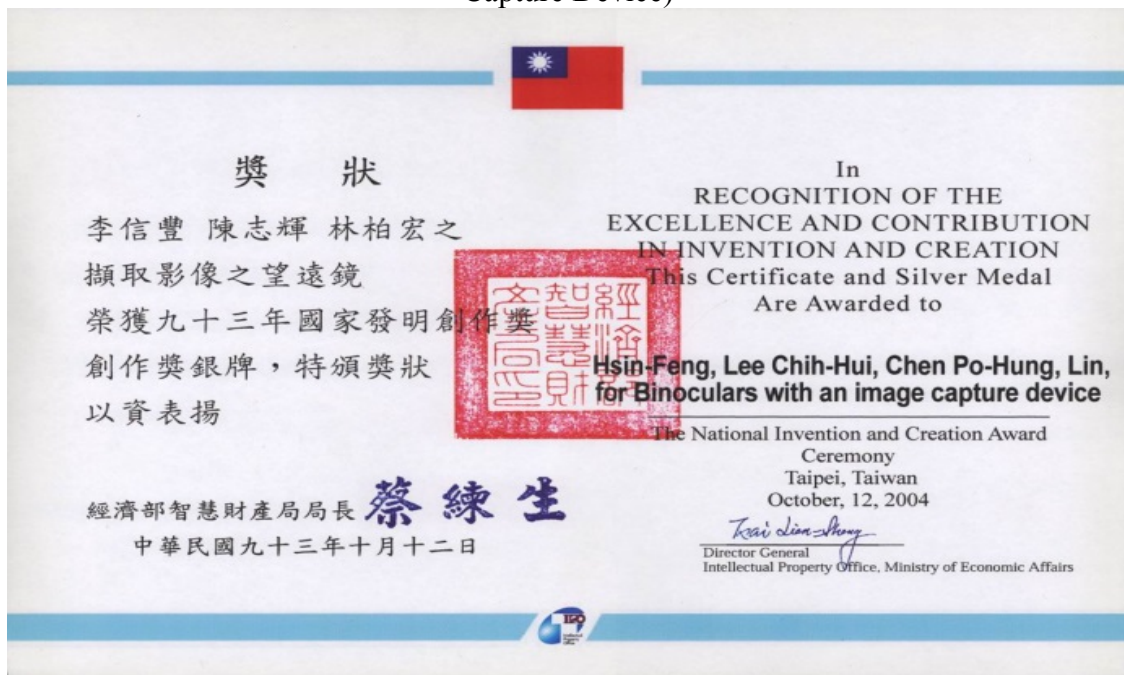 Capture Device)
獎 狀
李信豐 陳志輝 林柏宏之
擷取影像之望遠鏡
榮獲九十三年國家發明創作獎
創作獎銀牌，特頒獎狀
以資表揚
經濟部智慧財產局局長 蔡練生
中華民國九十三年十月十二日
經濟部
智慧財
產局印
In
RECOGNITION OF THE
EXCELLENCE AND CONTRIBUTION
IN INVENTION AND CREATION
This Certificate and Silver Medal
Are Awarded to
Hsin-Feng, Lee Chih-Hui, Chen Po-Hung, Lin,
for Binoculars with an image capture device
The National Invention and Creation Award
Ceremony
Taipei, Taiwan
October, 12, 2004
Tsai Lien-Sheng
Director General
Intellectual Property Office, Ministry of Economic Affairs